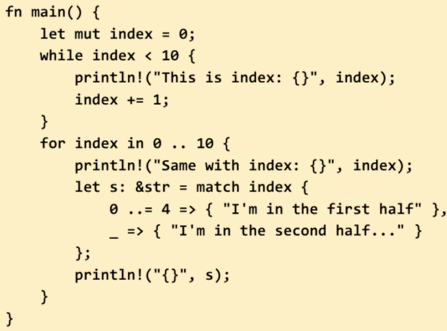 fn main() {
    let mut index = 0;
    while index < 10 {
        println!("This is index: {}", index);
        index += 1;
    }
    for index in 0 .. 10 {
        println!("Same with index: {}", index);
        let s: &str = match index {
            0 ..= 4 => { "I'm in the first half" },
            _ => { "I'm in the second half..." }
        };
        println!("{}", s);
    }
}